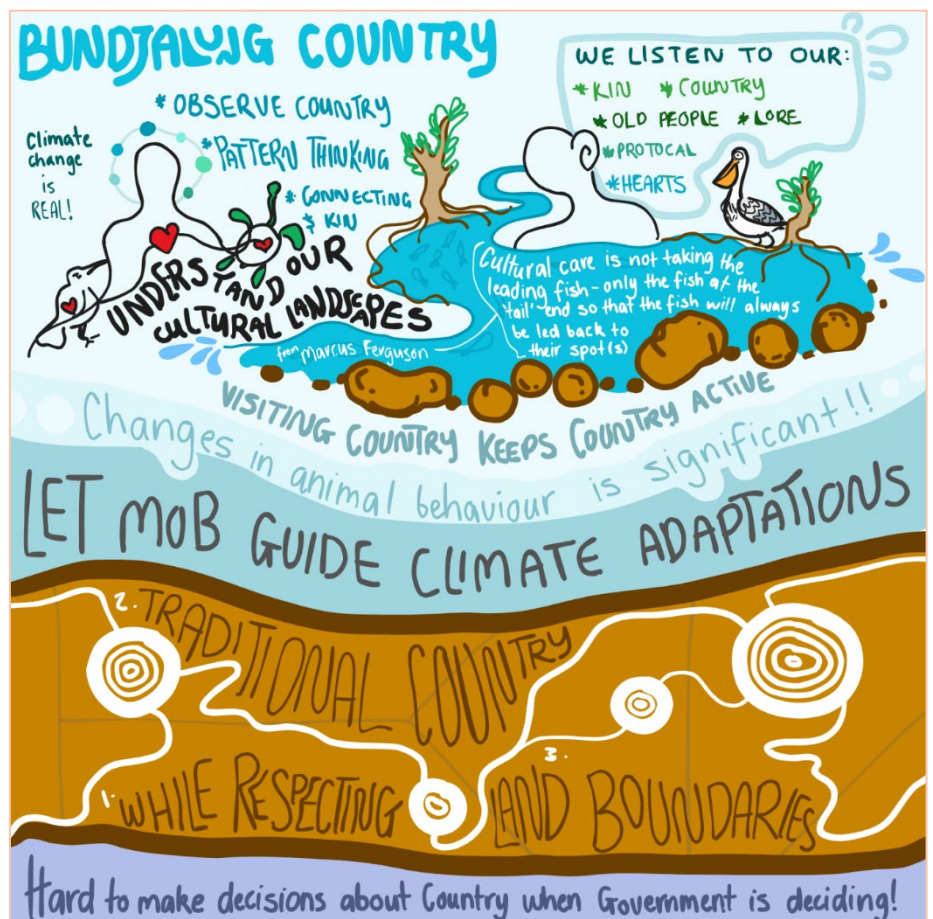 BUNDJALUNG COUNTRY
* OBSERVE COUNTRY
* PATTERN THINKING
* CONNECTING
& KIN
Climate
change
is
REAL!
UNDERSTAND OUR
CULTURAL LANDSCAPES
WE LISTEN TO OUR:
* KIN * COUNTRY
* OLD PEOPLE * LORE
* PROTOCAL
* HEARTS
Cultural care is not taking the
leading fish - only the fish at the
'tail'-end so that the fish will always
be led back to
their spot(s)
from Marcus Ferguson
VISITING COUNTRY KEEPS COUNTRY ACTIVE
Changes in animal behaviour is significant!!
LET MOB GUIDE CLIMATE ADAPTATIONS
2. TRADITIONAL COUNTRY
3.
1. WHILE RESPECTING LAND BOUNDARIES
Hard to make decisions about Country when Government is deciding!